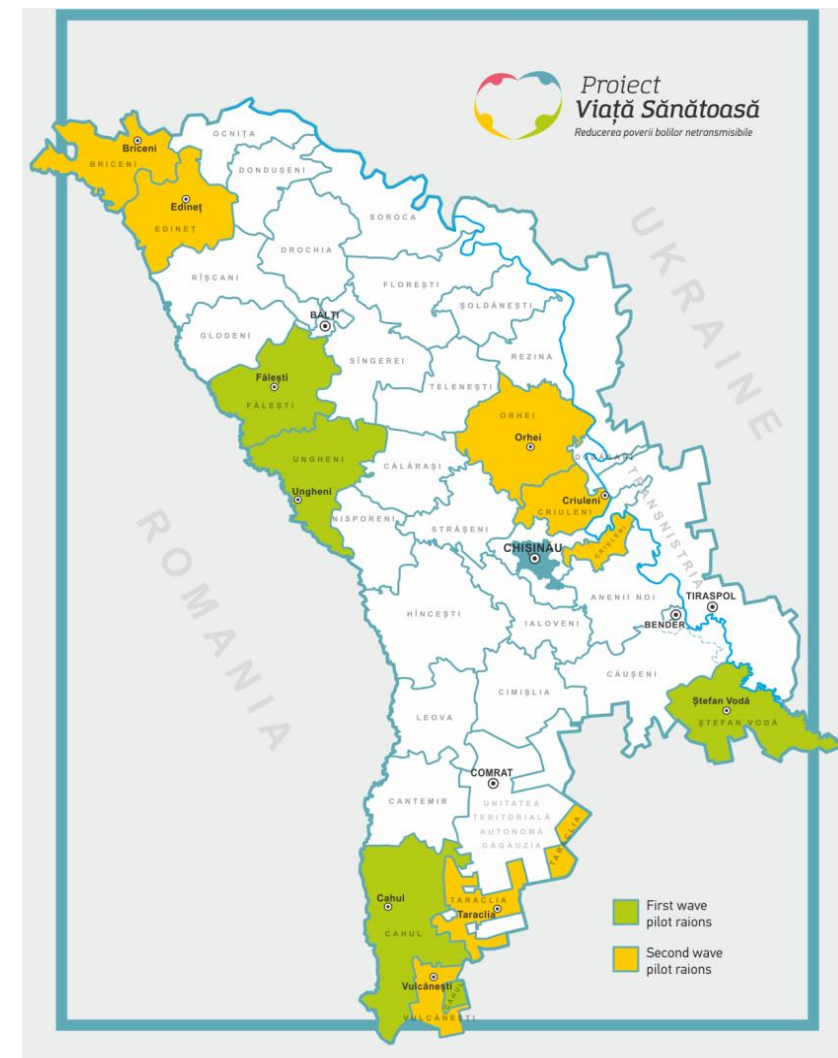 Proiect
Viață Sănătoasă
Reducerea poverii bolilor netransmisibile
OCNIȚA
Briceni
BRICENI
DONDUȘENI
Edineț
EDINEȚ
SOROCA
UKRAINE
DROCHIA
RÎȘCANI
FLOREȘTI
ȘOLDĂNEȘTI
BĂLȚI
GLODENI
SÎNGEREI
REZINA
Fălești
FĂLEȘTI
TELENEȘTI
ORHEI
Orhei
UNGHENI
CĂLĂRAȘI
TRANSNISTRIA
Ungheni
Criuleni
CRIULENI
NISPORENI
STRĂȘENI
CHIȘINĂU
CRIULENI
ROMANIA
ANENII NOI
TIRASPOL
HÎNCEȘTI
IALOVENI
BENDER
CĂUȘENI
CIMIȘLIA
Ștefan Vodă
LEOVA
ȘTEFAN VODĂ
COMRAT
CANTEMIR
UNITATEA
TERITORIALĂ
AUTONOMĂ
GĂGĂUZIA
TARACLIA
Cahul
TARACLIA
Taraclia
CAHUL
First wave
pilot raions
Second wave
pilot raions
Vulcănești
CAHUL
VULCĂNEȘTI